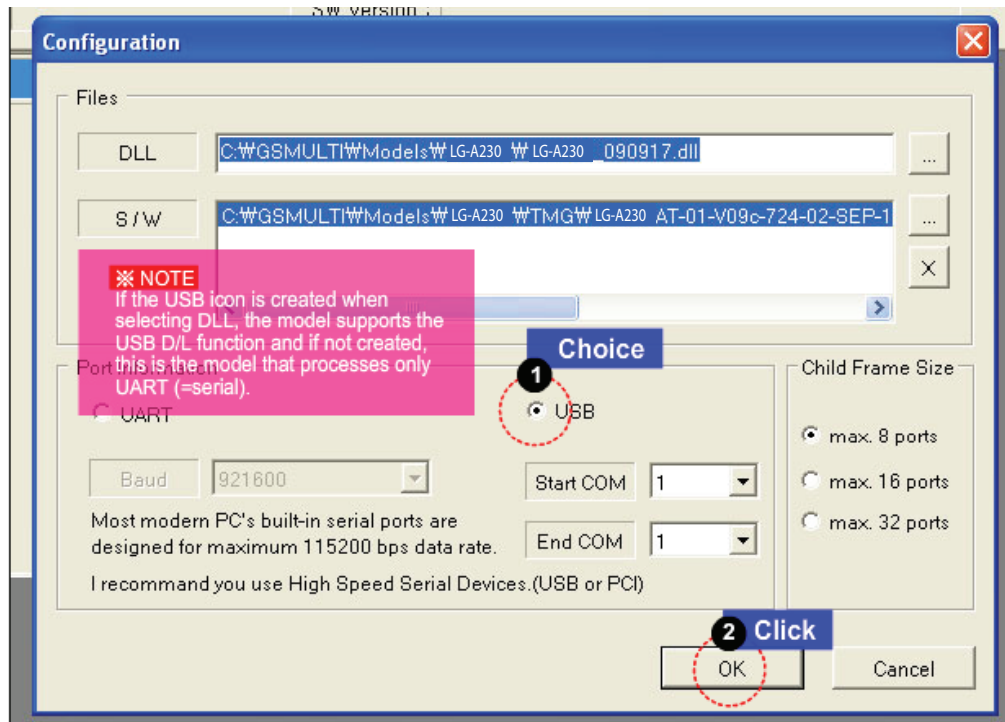 SW Version :
Configuration
Files
DLL
C:₩GSMULTI₩Models₩ LG-A230 ₩ LG-A230 _090917.dll
...
S/W
C:₩GSMULTI₩Models₩ LG-A230 ₩TMG₩ LG-A230 AT-01-V09c-724-02-SEP-1
...
X
※ NOTE
If the USB icon is created when
selecting DLL, the model supports the
USB D/L function and if not created,
this is the model that processes only
UART (=serial).
Port Information
Choice
1
UART
USB
Child Frame Size
max. 8 ports
max. 16 ports
max. 32 ports
Baud
921600
Start COM
1
Most modern PC's built-in serial ports are
designed for maximum 115200 bps data rate.
End COM
1
I recommand you use High Speed Serial Devices.(USB or PCI)
2 Click
OK
Cancel